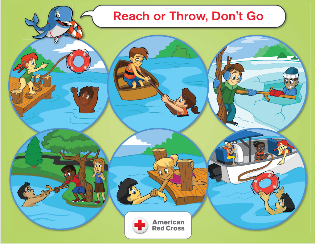 Reach or Throw, Don't Go
American
Red Cross